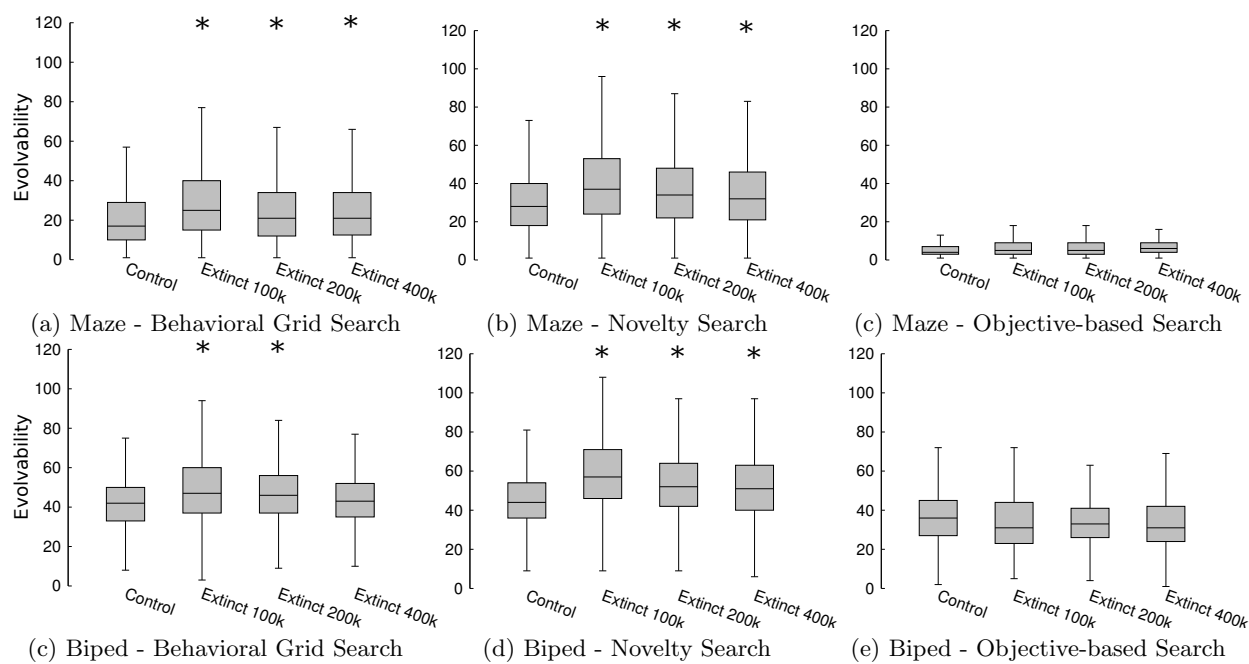 * * *
120
100
80
60
40
20
0
Evolvability
Control
Extinct 100k
Extinct 200k
Extinct 400k
(a) Maze - Behavioral Grid Search
* * *
120
100
80
60
40
20
0
Control
Extinct 100k
Extinct 200k
Extinct 400k
(b) Maze - Novelty Search
120
100
80
60
40
20
0
Control
Extinct 100k
Extinct 200k
Extinct 400k
(c) Maze - Objective-based Search
* *
120
100
80
60
40
20
0
Evolvability
Control
Extinct 100k
Extinct 200k
Extinct 400k
(c) Biped - Behavioral Grid Search
* * *
120
100
80
60
40
20
0
Control
Extinct 100k
Extinct 200k
Extinct 400k
(d) Biped - Novelty Search
120
100
80
60
40
20
0
Control
Extinct 100k
Extinct 200k
Extinct 400k
(e) Biped - Objective-based Search